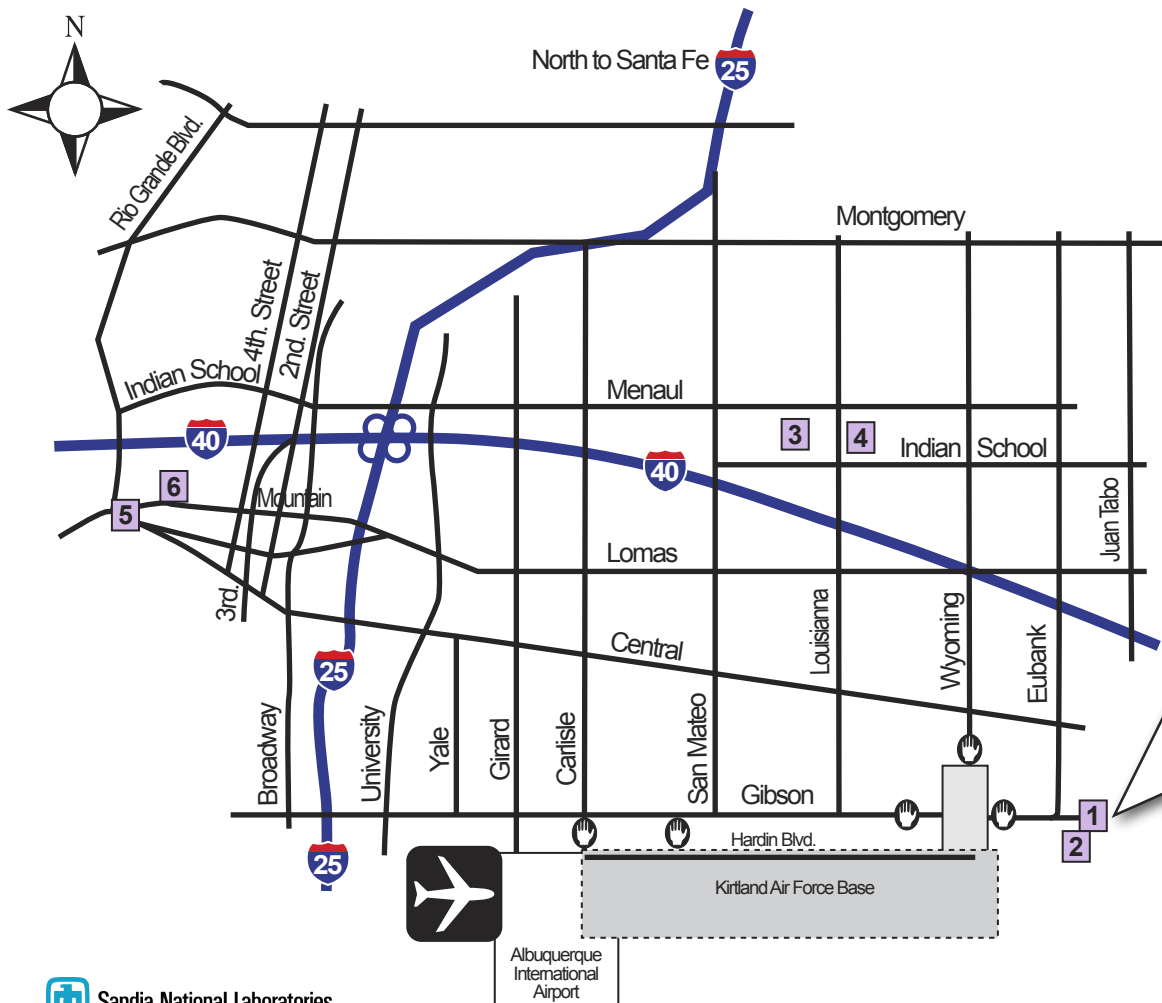 N
North to Santa Fe
25
Rio Grande Blvd.
Montgomery
4th. Street
2nd. Street
Indian School
Menaul
40
3
4
Indian School
40
6
Mountain
5
Juan Tabo
Lomas
3rd.
Louisianna
Central
Wyoming
Eubank
25
Broadway
University
Yale
Girard
Carlisle
San Mateo
Gibson
1
Hardin Blvd.
2
25
Kirtland Air Force Base
Albuquerque
International
Airport
Sandia National Laboratories